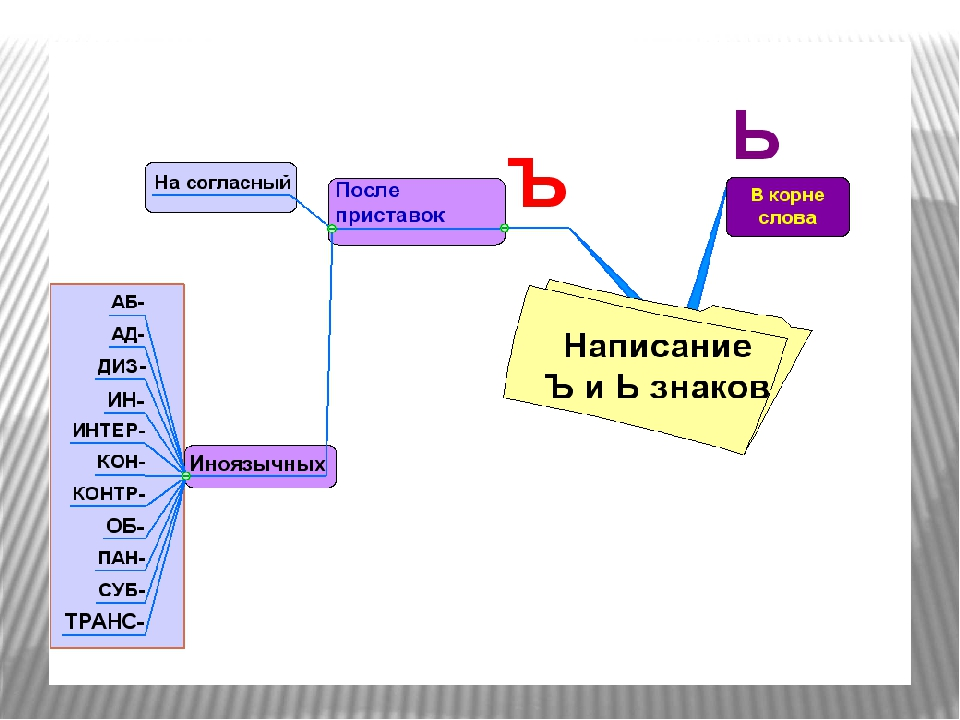 Ь
Ъ
В корне
слова
На согласный
После
приставок
Написание
Ъ и Ь знаков
АБ-
АД-
ДИЗ-
ИН-
ИНТЕР-
КОН-
КОНТР-
ОБ-
ПАН-
СУБ-
ТРАНС-
Иноязычных